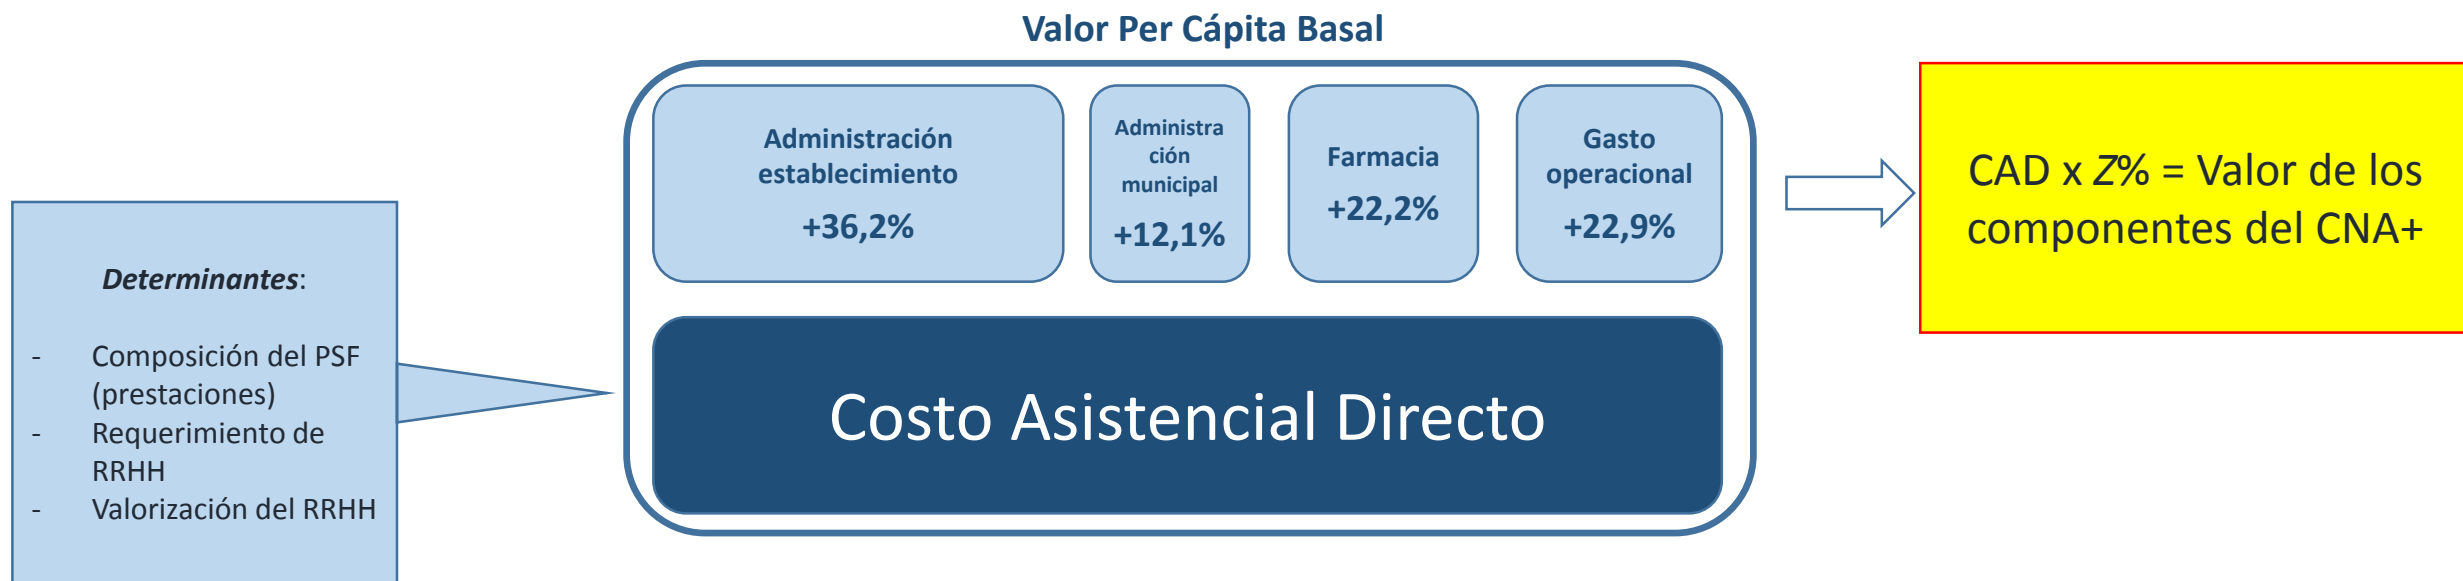 Valor Per Cápita Basal
Administración
establecimiento
+36,2%
Administra
ción
municipal
+12,1%
Farmacia
+22,2%
Gasto
operacional
+22,9%
CAD x Z% = Valor de los
componentes del CNA+
Determinantes:
- Composición del PSF
(prestaciones)
- Requerimiento de
RRHH
- Valorización del RRHH
Costo Asistencial Directo